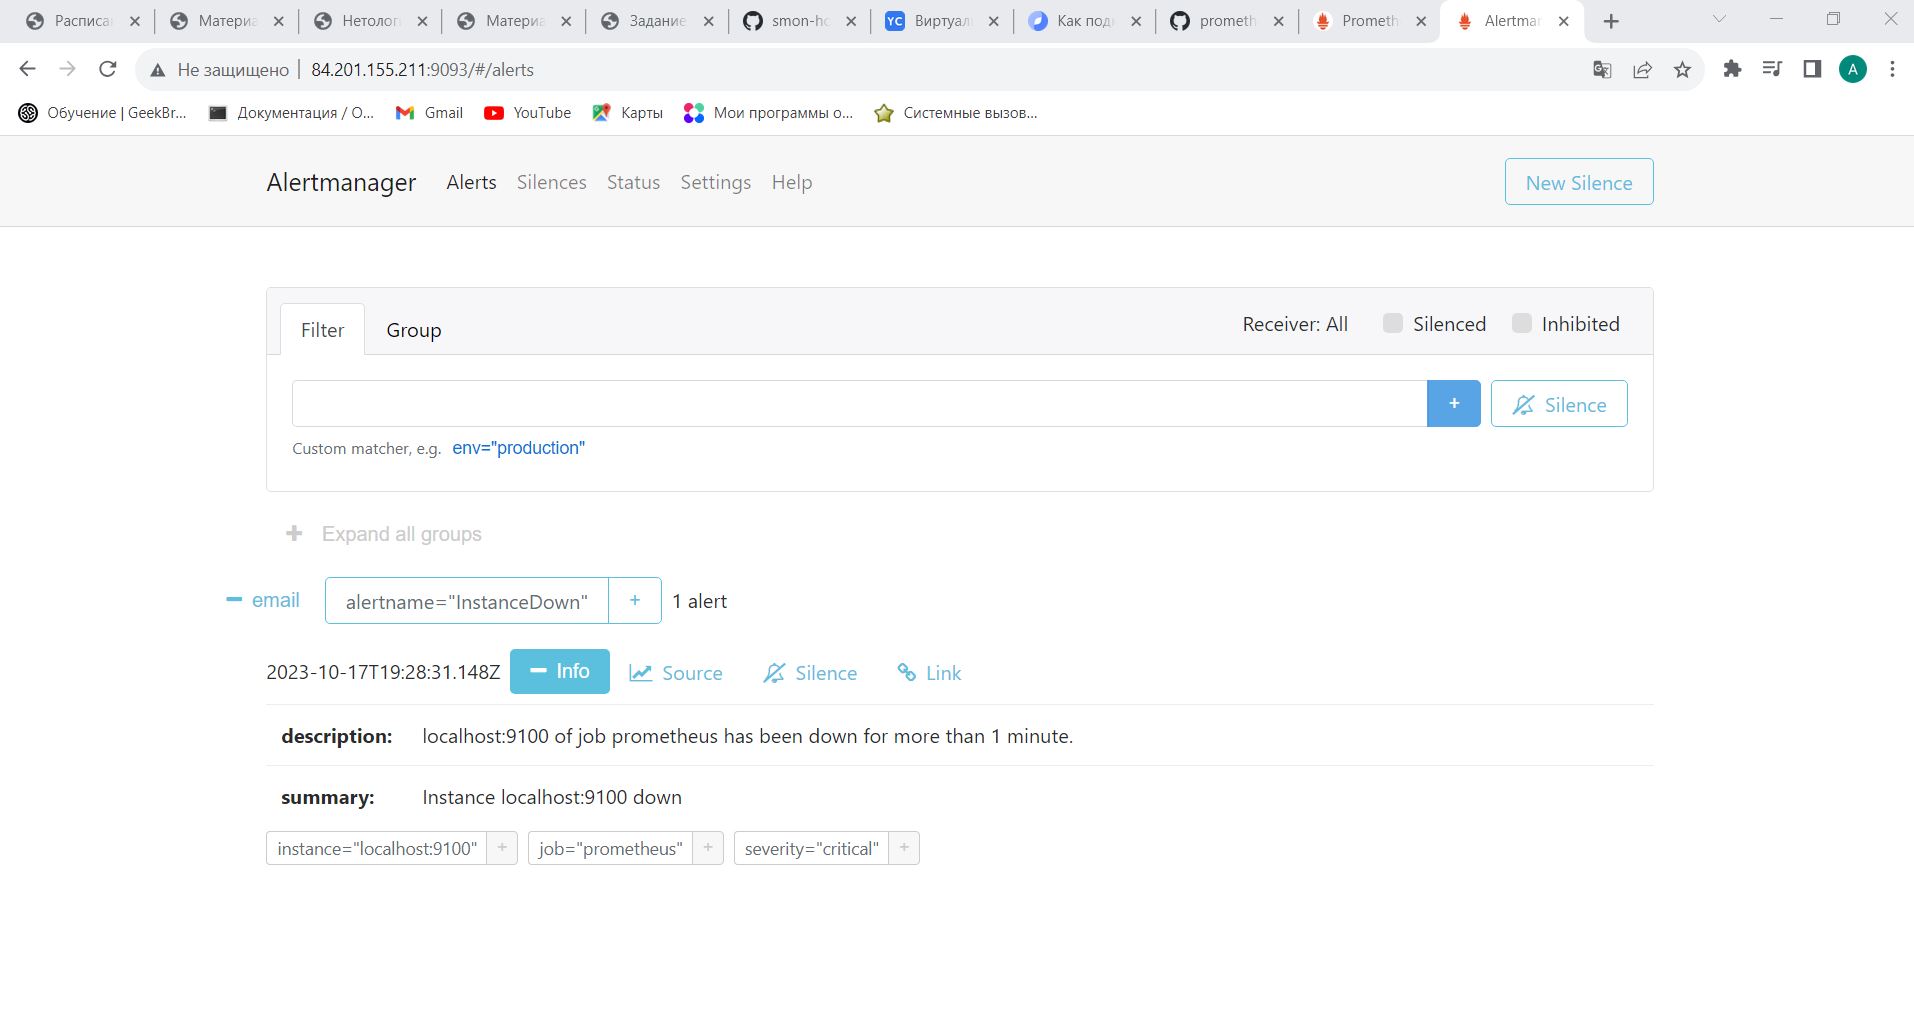 Расписа Материа Нетолог Материа Задание smon-ho Виртуал Как под prometh Prometh Alertma
Не защищено 84.201.155.211:9093/#/alerts
Обучение | GeekBr... Документация / О... Gmail YouTube Карты Мои программы о... Системные вызов...
Alertmanager Alerts Silences Status Settings Help New Silence
Filter Group Receiver: All Silenced Inhibited
+ Silence
Custom matcher, e.g. env="production"
+ Expand all groups
email alertname="InstanceDown" + 1 alert
2023-10-17T19:28:31.148Z Info Source Silence Link
description: localhost:9100 of job prometheus has been down for more than 1 minute.
summary: Instance localhost:9100 down
instance="localhost:9100" + job="prometheus" + severity="critical" +